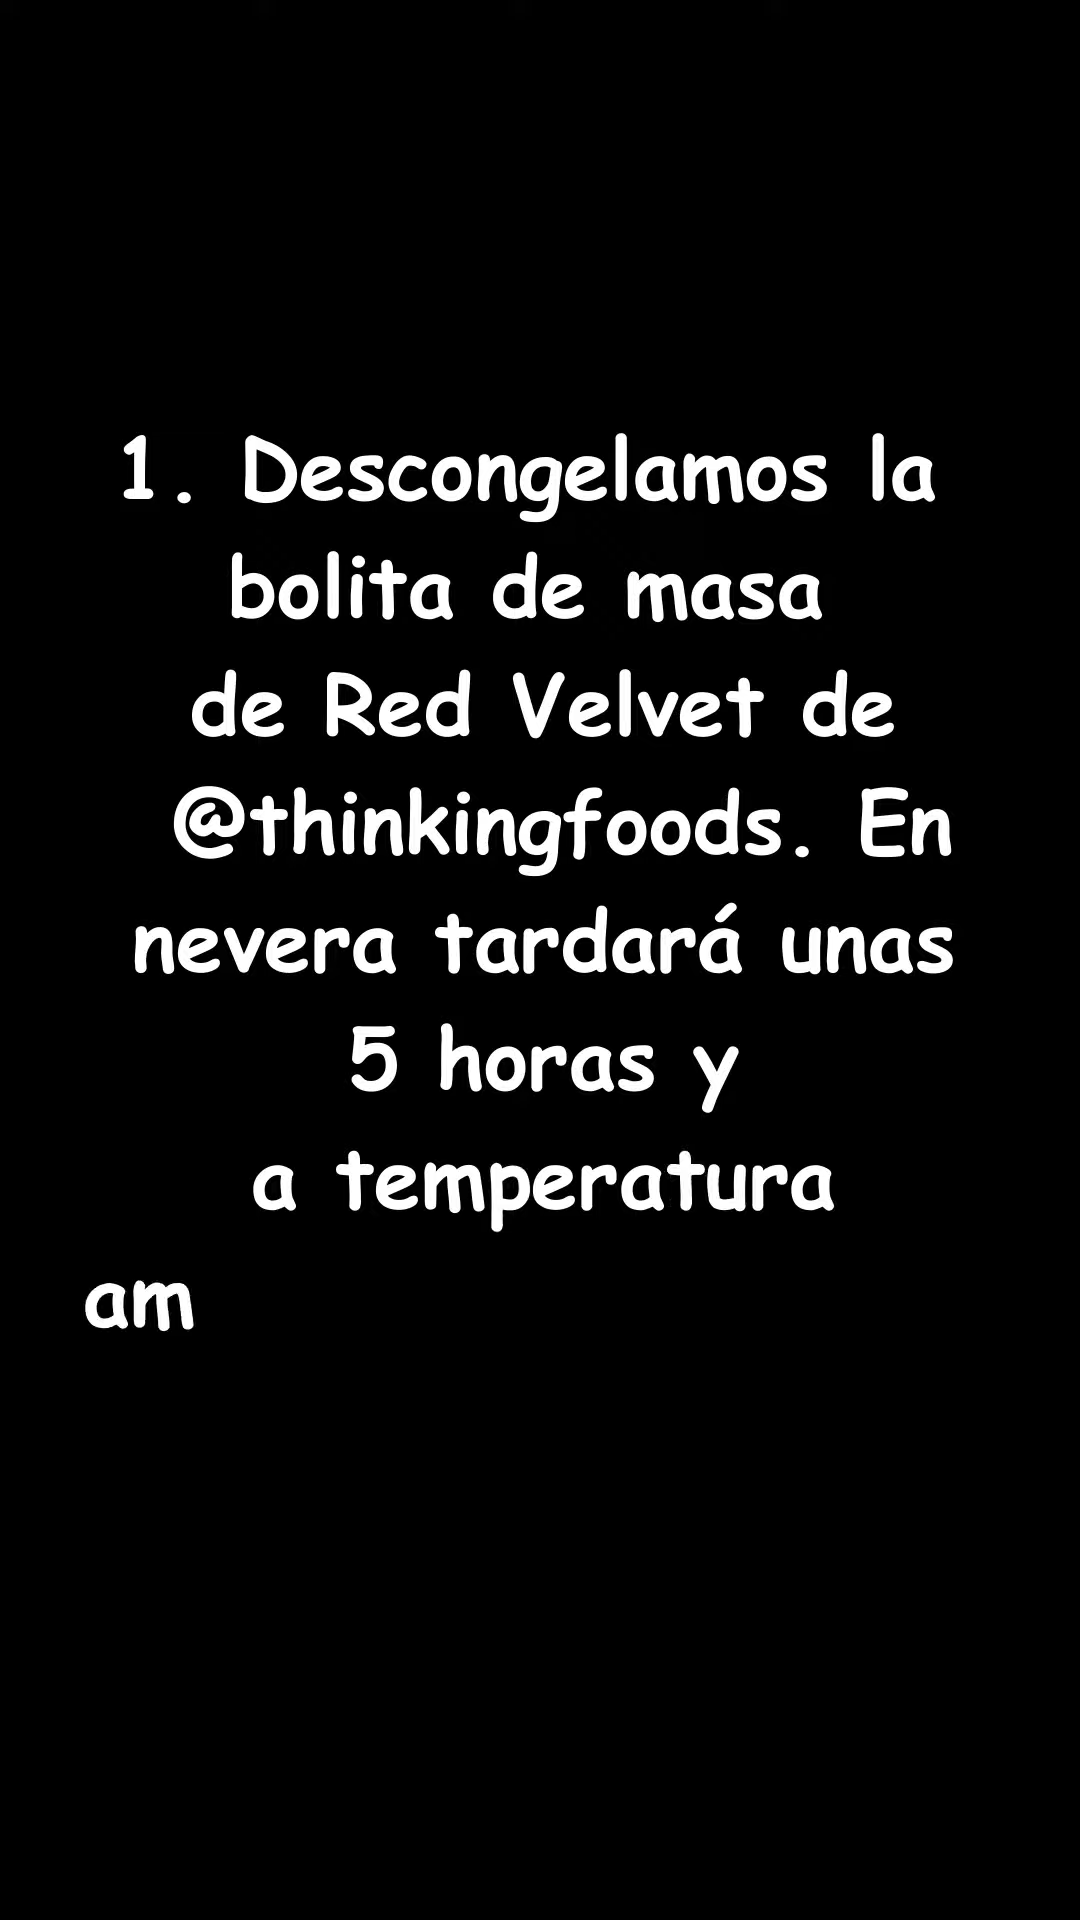 1. Descongelamos la
bolita de masa
de Red Velvet de
@thinkingfoods. En
nevera tardará unas
5 horas y
a temperatura
am